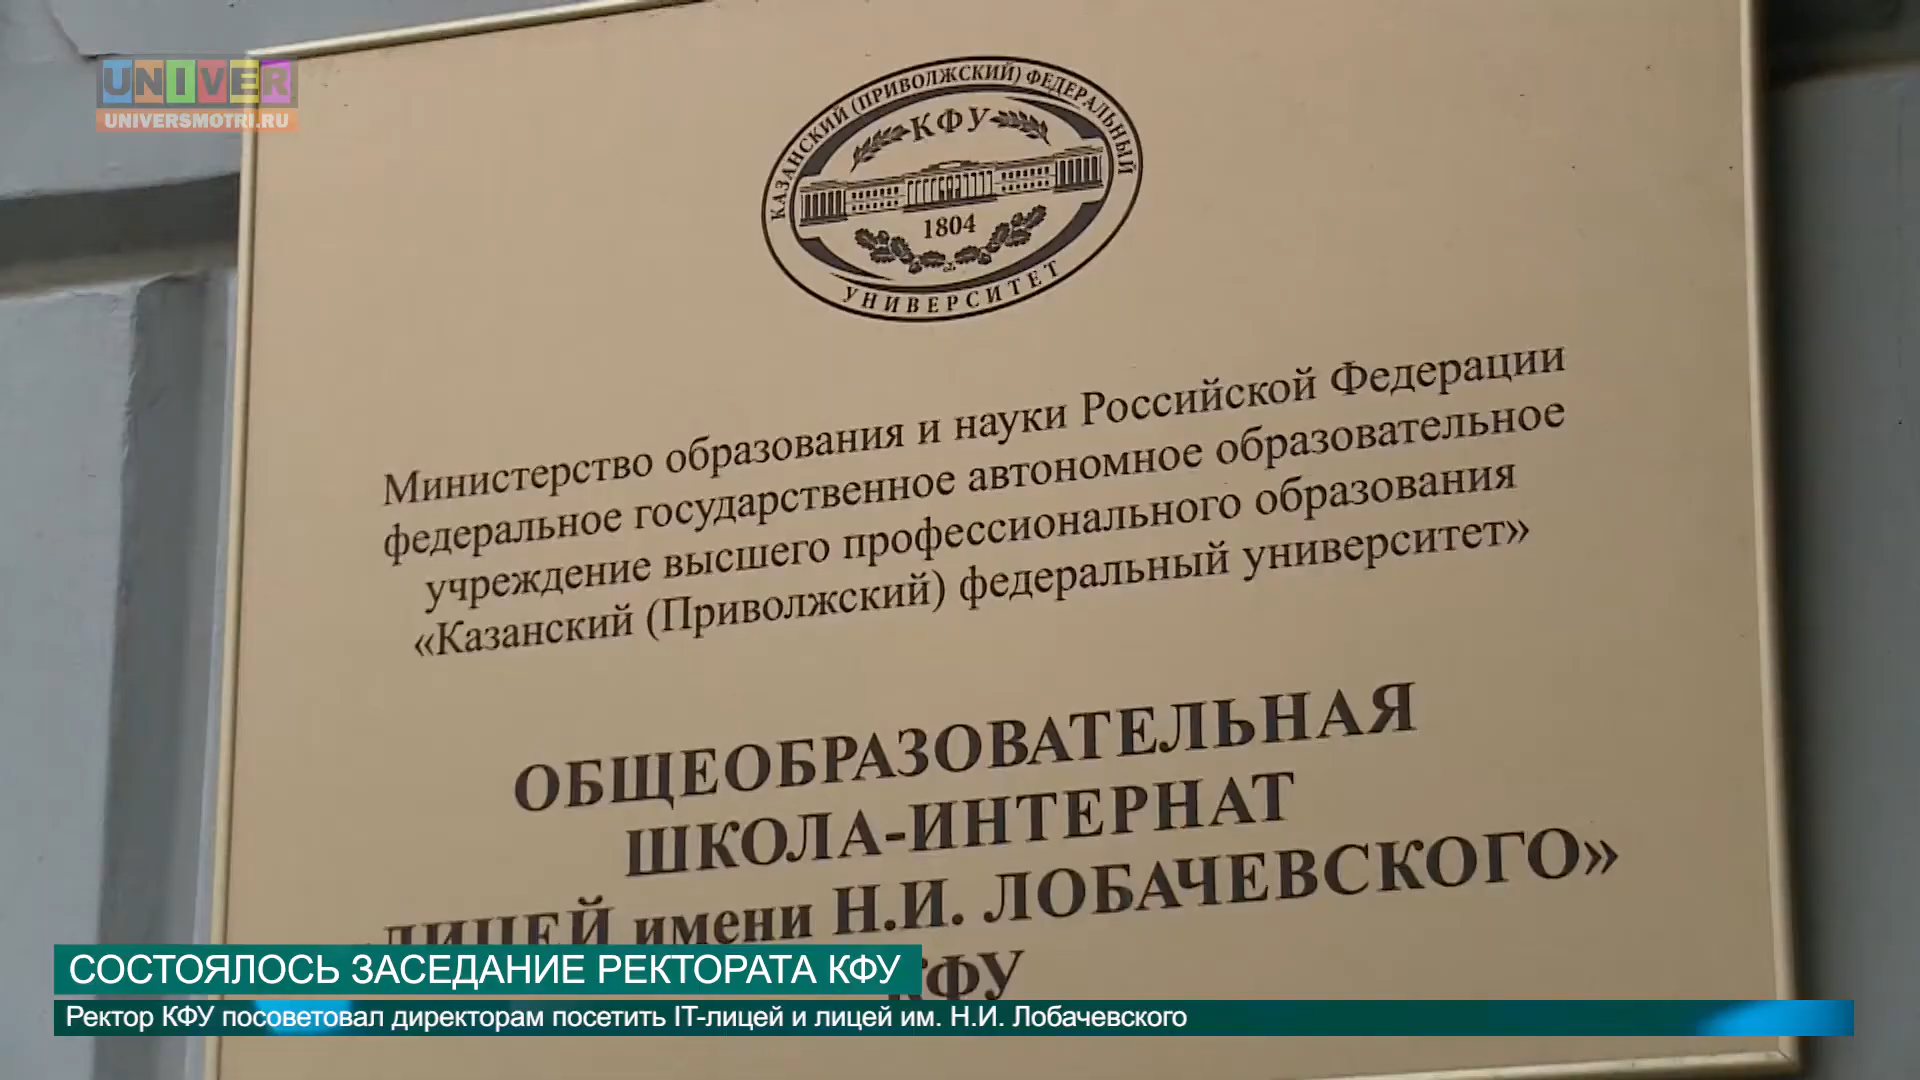 UNIVER
UNIVERSMOTRI.RU
КАЗАНСКИЙ (ПРИВОЛЖСКИЙ) ФЕДЕРАЛЬНЫЙ
КФУ
1804
УНИВЕРСИТЕТ
Министерство образования и науки Российской Федерации
федеральное государственное автономное образовательное
учреждение высшего профессионального образования
«Казанский (Приволжский) федеральный университет»
ОБЩЕОБРАЗОВАТЕЛЬНАЯ
ШКОЛА-ИНТЕРНАТ
«ЛИЦЕЙ имени Н.И. ЛОБАЧЕВСКОГО»
КФУ
СОСТОЯЛОСЬ ЗАСЕДАНИЕ РЕКТОРАТА КФУ
Ректор КФУ посоветовал директорам посетить IT-лицей и лицей им. Н.И. Лобачевского